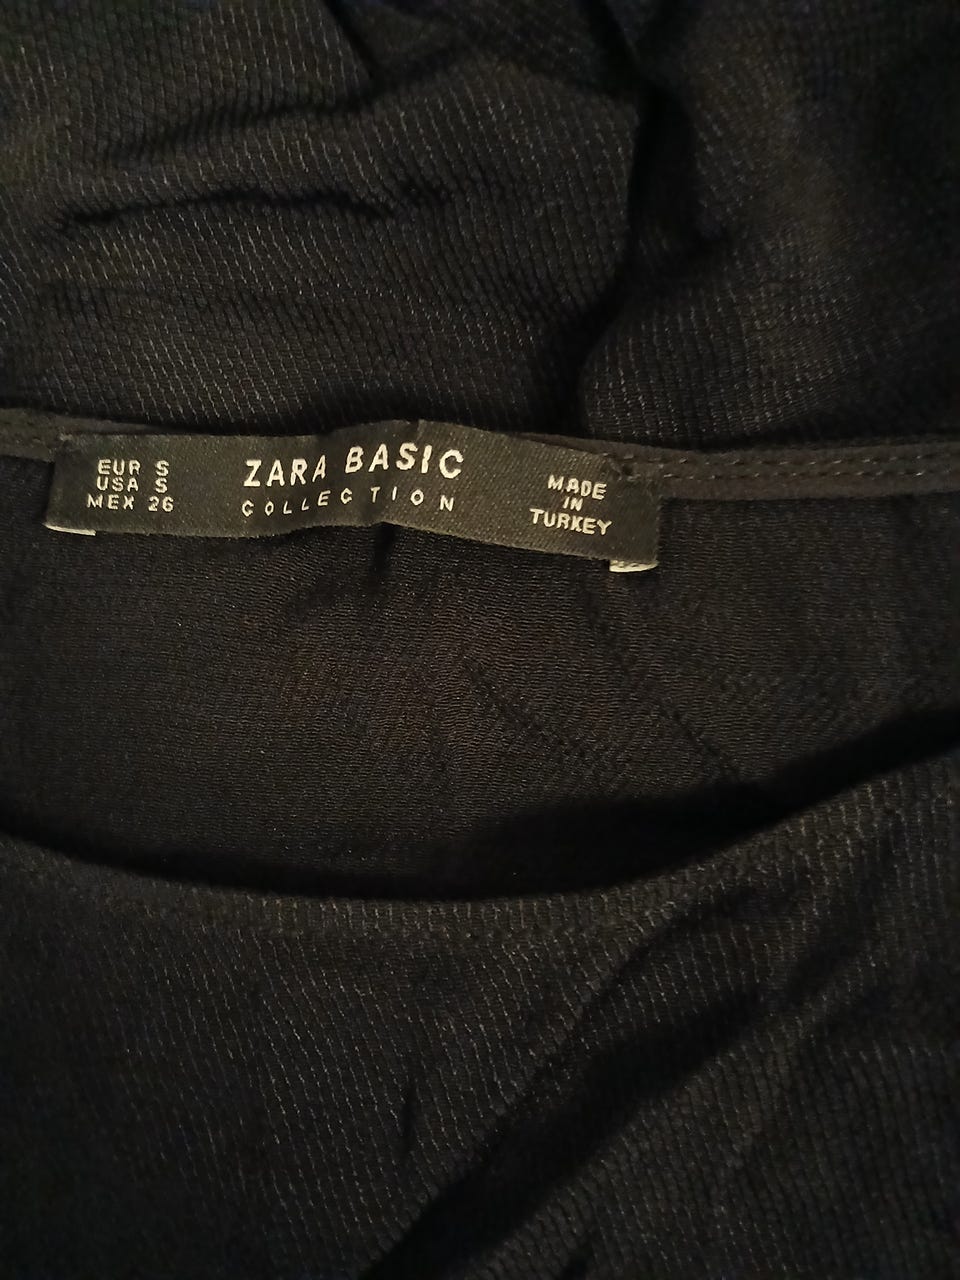 EUR S
USA S
MEX 26
ZARA BASIC
COLLECTION
MADE
IN
TURKEY